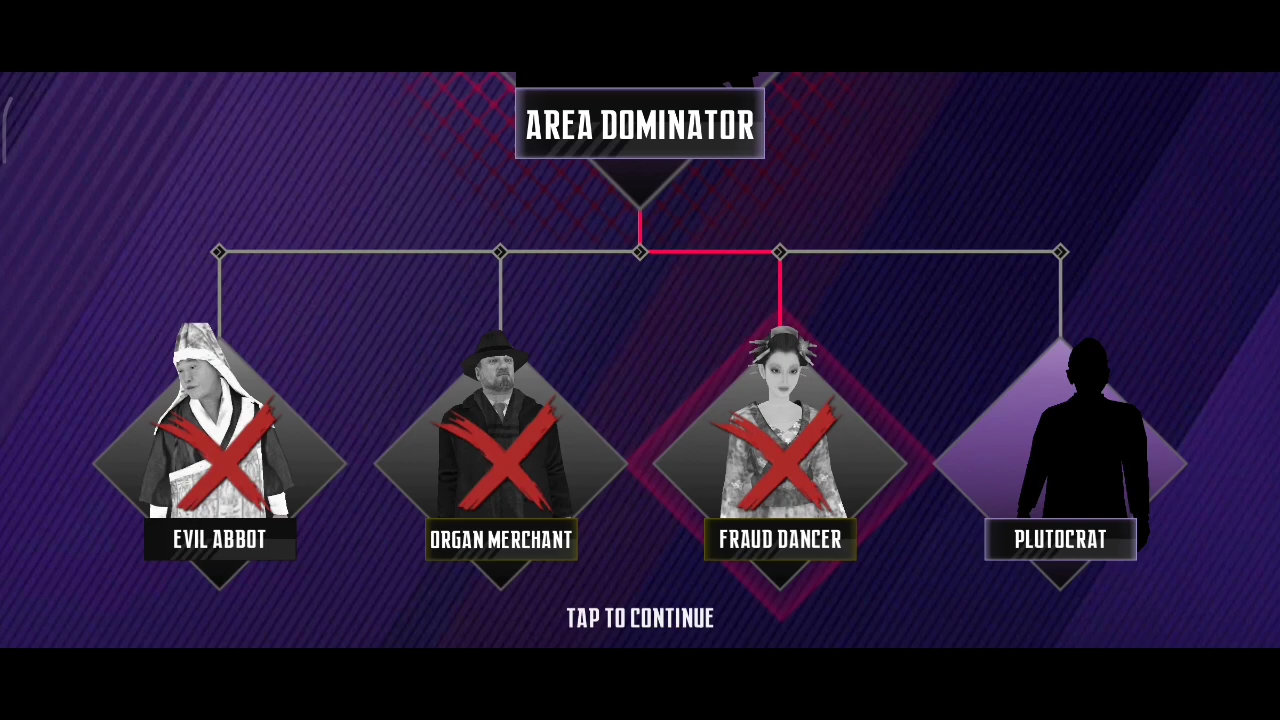 AREA DOMINATOR
EVIL ABBOT
ORGAN MERCHANT
FRAUD DANCER
PLUTOCRAT
TAP TO CONTINUE